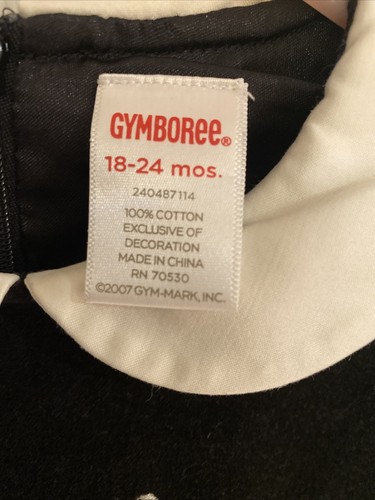 GYMBOREE®
18-24 mos.
240487114
100% COTTON
EXCLUSIVE OF
DECORATION
MADE IN CHINA
RN 70530
©2007 GYM-MARK, INC.